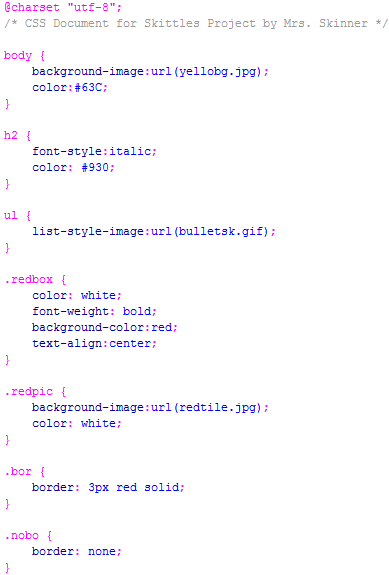 @charset "utf-8";
/* CSS Document for Skittles Project by Mrs. Skinner */
body {
background-image:url(yellobg.jpg);
color:#63C;
}
h2 {
font-style:italic;
color: #930;
}
ul {
list-style-image:url(bulletsk.gif);
}
.redbox {
color: white;
font-weight: bold;
background-color:red;
text-align:center;
}
.redpic {
background-image:url(redtile.jpg);
color: white;
}
.bor {
border: 3px red solid;
}
.nobo {
border: none;
}